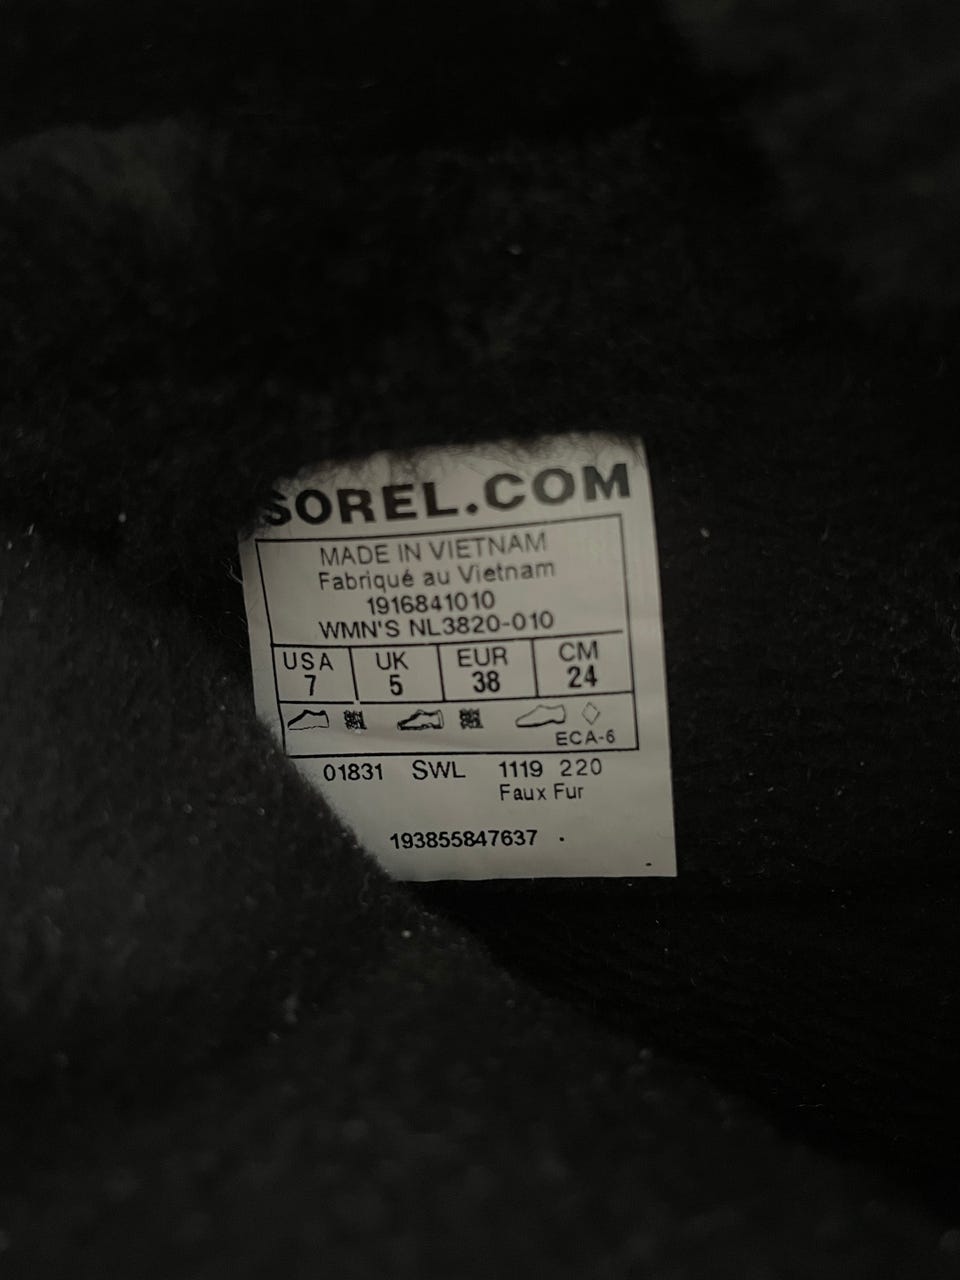 SOREL.COM
MADE IN VIETNAM
Fabriqué au Vietnam
1916841010
WMN'S NL3820-010
USA UK EUR CM
7 5 38 24
ECA-6
01831 SWL 1119 220
Faux Fur
193855847637 .